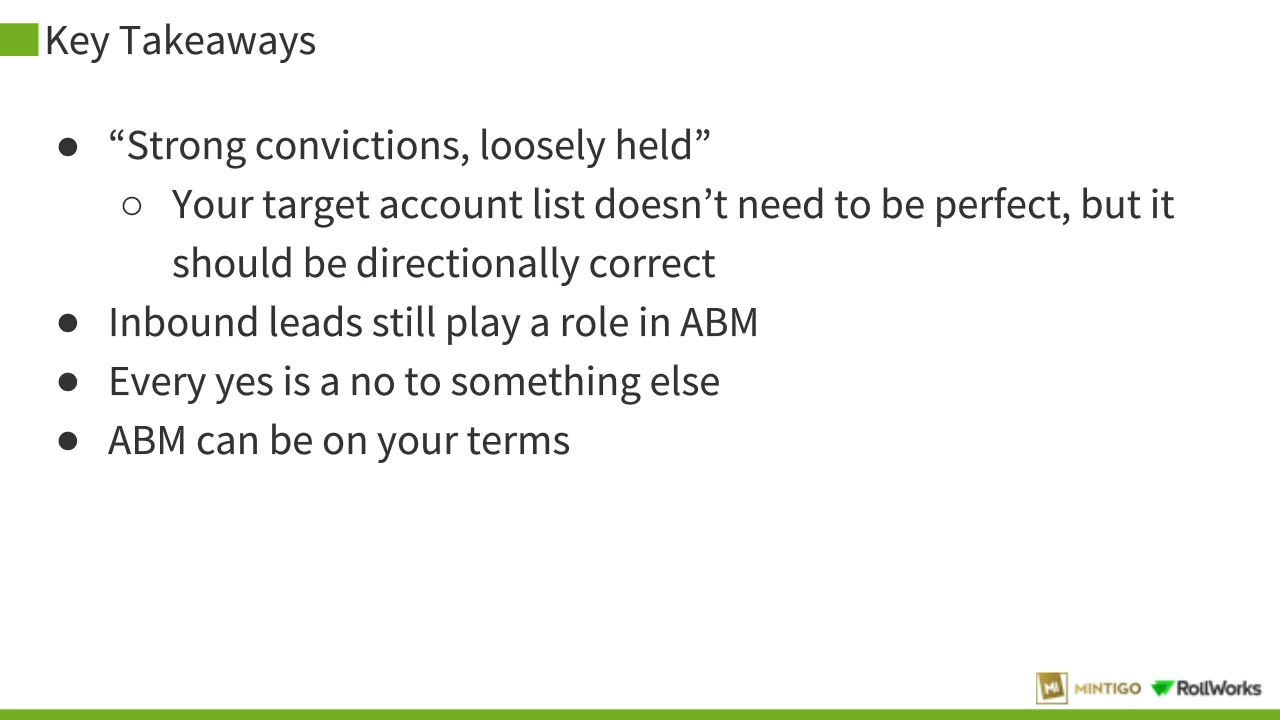 Key Takeaways
● “Strong convictions, loosely held”
○ Your target account list doesn’t need to be perfect, but it
should be directionally correct
● Inbound leads still play a role in ABM
● Every yes is a no to something else
● ABM can be on your terms
Mi MINTIGO RollWorks